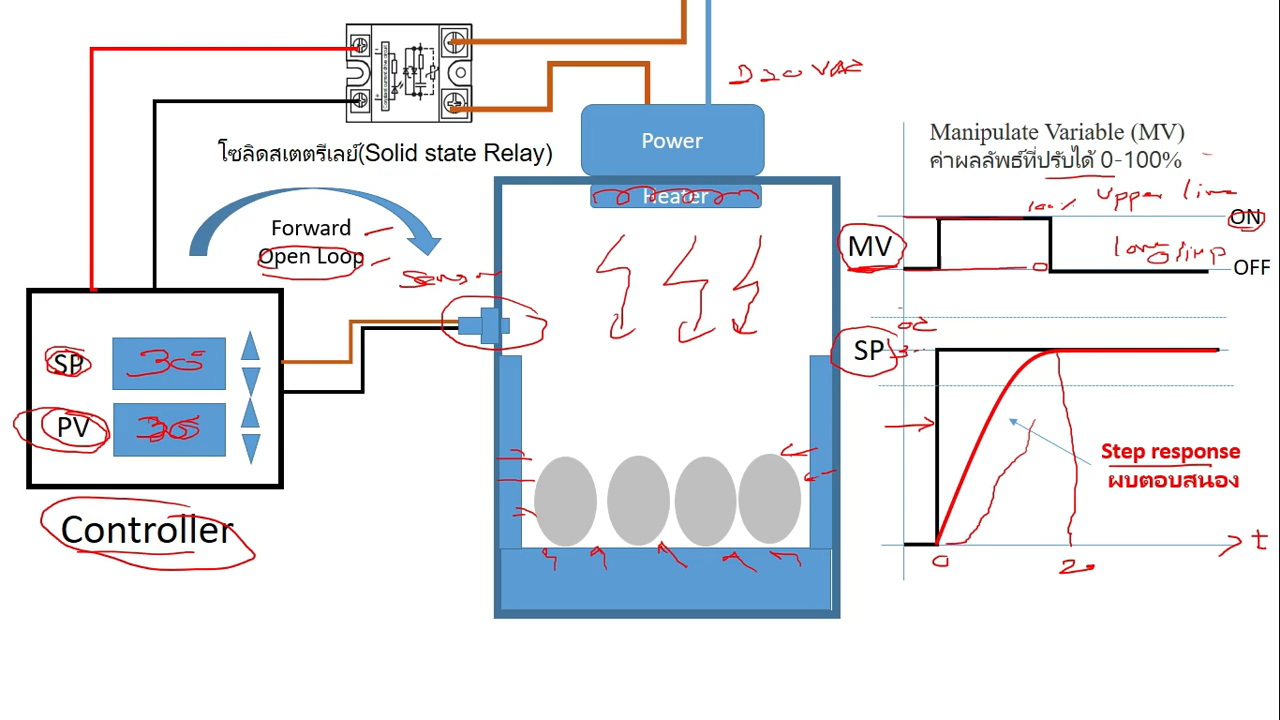 Power
Heater
โซลิดสเตตรีเลย์(Solid state Relay)
Forward
Open Loop
SP
PV
Controller
Manipulate Variable (MV)
ค่าผลลัพธ์ที่ปรับได้ 0-100%
100%
upper
ON
MV
0
OFF
SP
Step response
ผบตอบสนอง
t
0